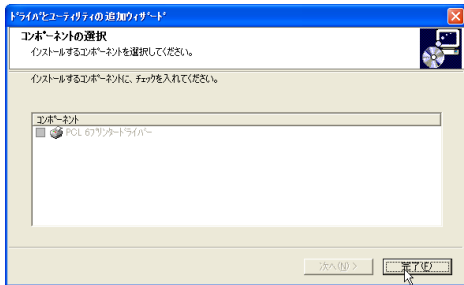 ﾄﾞﾗｲﾊﾞとﾕｰﾃｨﾘﾃｨの追加ｳｨｻﾞｰﾄﾞ
ｺﾝﾎﾟｰﾈﾝﾄの選択
ｲﾝｽﾄｰﾙするｺﾝﾎﾟｰﾈﾝﾄを選択してください。
ｲﾝｽﾄｰﾙするｺﾝﾎﾟｰﾈﾝﾄに、ﾁｪｯｸを入れてください。
ｺﾝﾎﾟｰﾈﾝﾄ
PCL 6ﾌﾟﾘﾝﾀｰﾄﾞﾗｲﾊﾞｰ
次へ(N) > 完了(F)